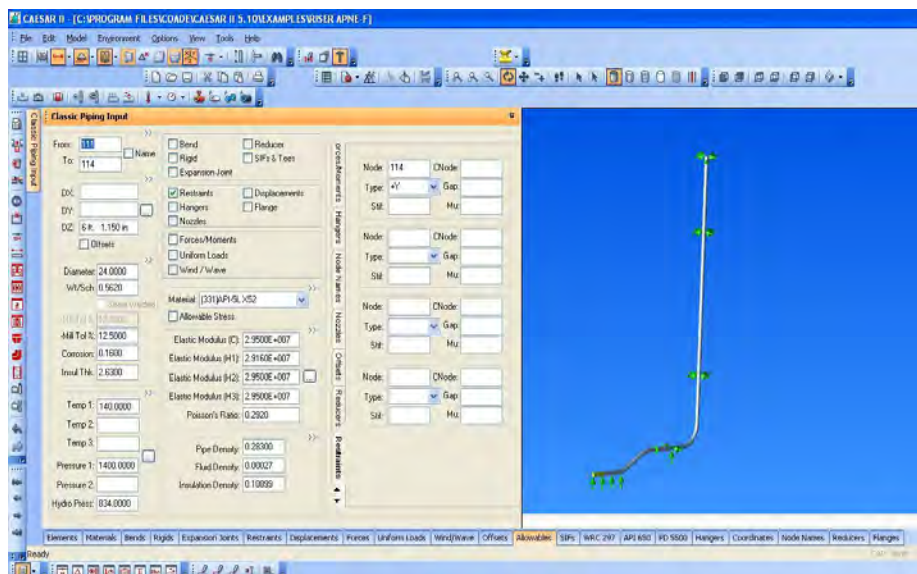 CAESAR II - [C:\PROGRAM FILES\COADE\CAESAR II 5.10\EXAMPLES\RISER APNE-F]
File Edit Model Environment Options View Tools Help
Classic Piping Input
Classic Piping Input
From:
To: 114
Name
DX:
DY:
DZ: 6 ft. 1.150 in
Offsets
Diameter: 24.0000
Wt/Sch: 0.5620
Mill Tol %: 12.5000
Corrosion: 0.1600
Insul Thk: 2.6300
Temp 1: 140.0000
Temp 2:
Temp 3:
Pressure 1: 1400.0000
Pressure 2:
Hydro Press: 834.0000
Bend
Reducer
Rigid
SIFs & Tees
Expansion Joint
Restraints
Displacements
Hangers
Flange
Nozzles
Forces/Moments
Uniform Loads
Wind / Wave
Material: (331)API-5L X52
Allowable Stress
Elastic Modulus (C): 2.9500E+007
Elastic Modulus (H1): 2.9160E+007
Elastic Modulus (H2): 2.9500E+007
Elastic Modulus (H3): 2.9500E+007
Poisson's Ratio: 0.2920
Pipe Density: 0.28300
Fluid Density: 0.00027
Insulation Density: 0.10099
orces/Moments
Hangers
Node Names
Nozzles
Offsets
Reducers
Restraints
Node: 114 CNode:
Type: +Y Gap:
Stif: Mu:
Node: CNode:
Type: Gap:
Stif: Mu:
Node: CNode:
Type: Gap:
Stif: Mu:
Node: CNode:
Type: Gap:
Stif: Mu:
Elements Materials Bends Rigids Expansion Joints Restraints Displacements Forces Uniform Loads Wind/Wave Offsets Allowables SIFs WRC 297 API 650 PD 5500 Hangers Coordinates Node Names Reducers Flanges
Ready